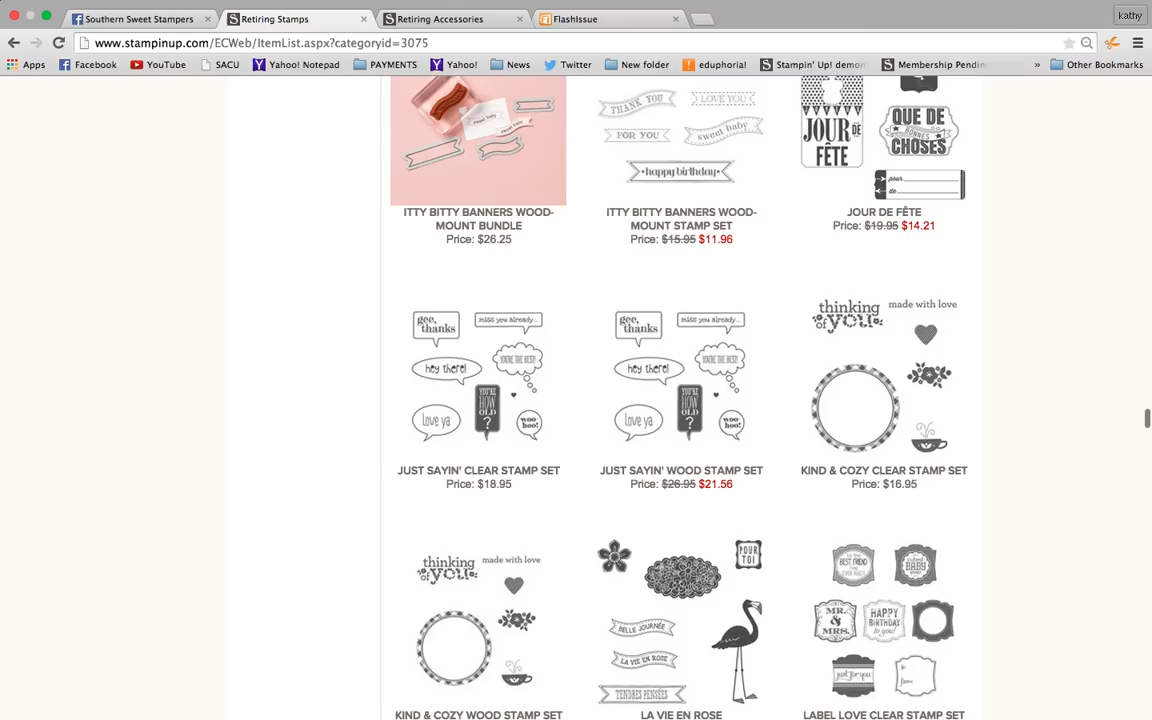 Southern Sweet Stampers
Retiring Stamps
Retiring Accessories
FlashIssue
kathy
www.stampinup.com/ECWeb/ItemList.aspx?categoryid=3075
Apps
Facebook
YouTube
SACU
Yahoo! Notepad
PAYMENTS
Yahoo!
News
Twitter
New folder
eduphoria!
Stampin' Up! demon
Membership Pending
»
Other Bookmarks
sweet baby
THANK YOU
I LOVE YOU
FOR YOU
sweet baby
•happy birthday•
JOUR DE FÊTE
QUE DE BONNES CHOSES
pour
de
ITTY BITTY BANNERS WOOD-
MOUNT BUNDLE
Price: $26.25
ITTY BITTY BANNERS WOOD-
MOUNT STAMP SET
Price: $15.95 $11.96
JOUR DE FÊTE
Price: $19.95 $14.21
gee, thanks
miss you already...
hey there!
YOU'RE THE BEST!
love ya
YOU'RE HOW OLD ?
woo-hoo!
gee, thanks
miss you already...
hey there!
YOU'RE THE BEST!
love ya
YOU'RE HOW OLD ?
woo-hoo!
thinking of you
made with love
JUST SAYIN' CLEAR STAMP SET
Price: $18.95
JUST SAYIN' WOOD STAMP SET
Price: $26.95 $21.56
KIND & COZY CLEAR STAMP SET
Price: $16.95
thinking of you
made with love
POUR TOI
BELLE JOURNÉE
LA VIE EN ROSE
TENDRES PENSÉES
BEST FRIEND
BABY
MR. & MRS.
HAPPY BIRTHDAY to you!
just for you
to:
from:
KIND & COZY WOOD STAMP SET
LA VIE EN ROSE
LABEL LOVE CLEAR STAMP SET